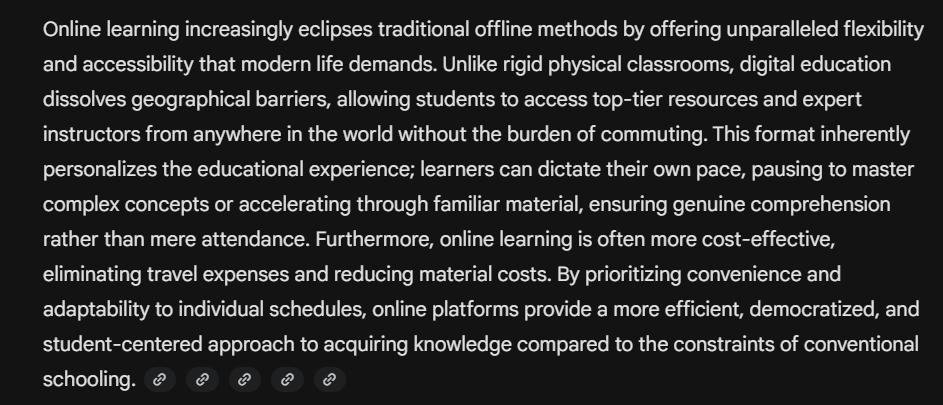 Online learning increasingly eclipses traditional offline methods by offering unparalleled flexibility
and accessibility that modern life demands. Unlike rigid physical classrooms, digital education
dissolves geographical barriers, allowing students to access top-tier resources and expert
instructors from anywhere in the world without the burden of commuting. This format inherently
personalizes the educational experience; learners can dictate their own pace, pausing to master
complex concepts or accelerating through familiar material, ensuring genuine comprehension
rather than mere attendance. Furthermore, online learning is often more cost-effective,
eliminating travel expenses and reducing material costs. By prioritizing convenience and
adaptability to individual schedules, online platforms provide a more efficient, democratized, and
student-centered approach to acquiring knowledge compared to the constraints of conventional
schooling.